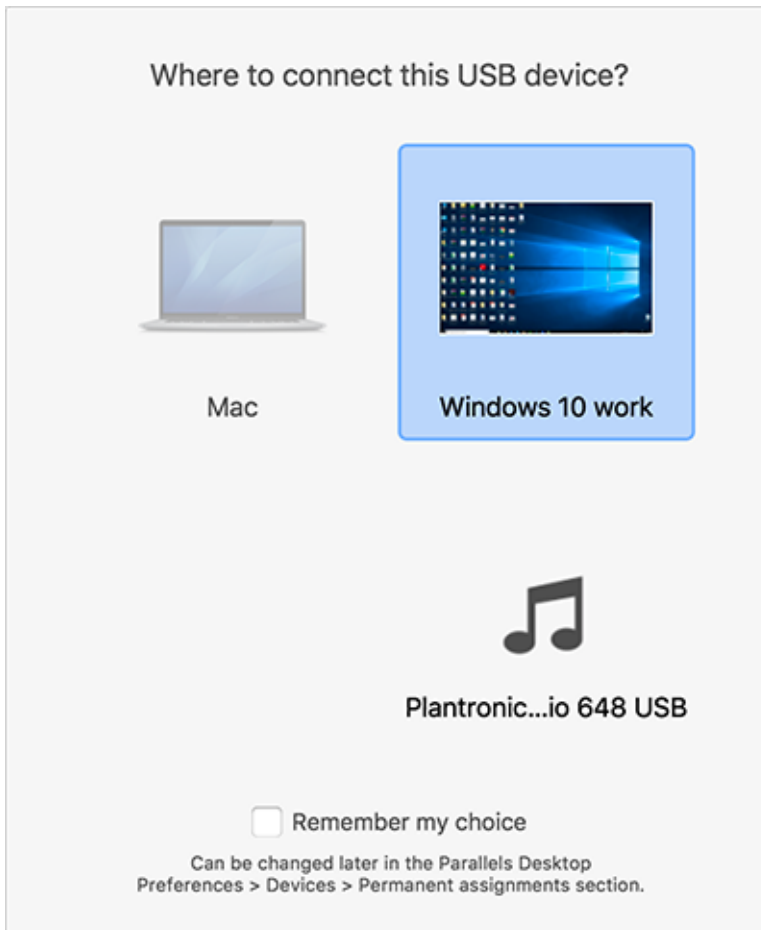 Where to connect this USB device?
Mac
Windows 10 work
Plantronic...io 648 USB
Remember my choice
Can be changed later in the Parallels Desktop
Preferences > Devices > Permanent assignments section.